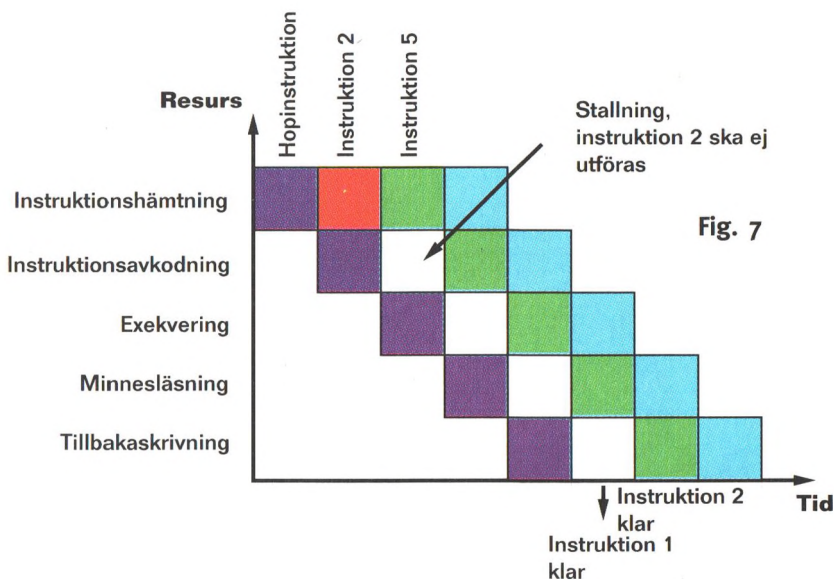 Resurs
Hopinstruktion
Instruktion 2
Instruktion 5
Stallning,
instruktion 2 ska ej
utföras
Instruktionshämtning
Fig. 7
Instruktionsavkodning
Exekvering
Minnesläsning
Tillbakaskrivning
Instruktion 2
klar
Tid
Instruktion 1
klar